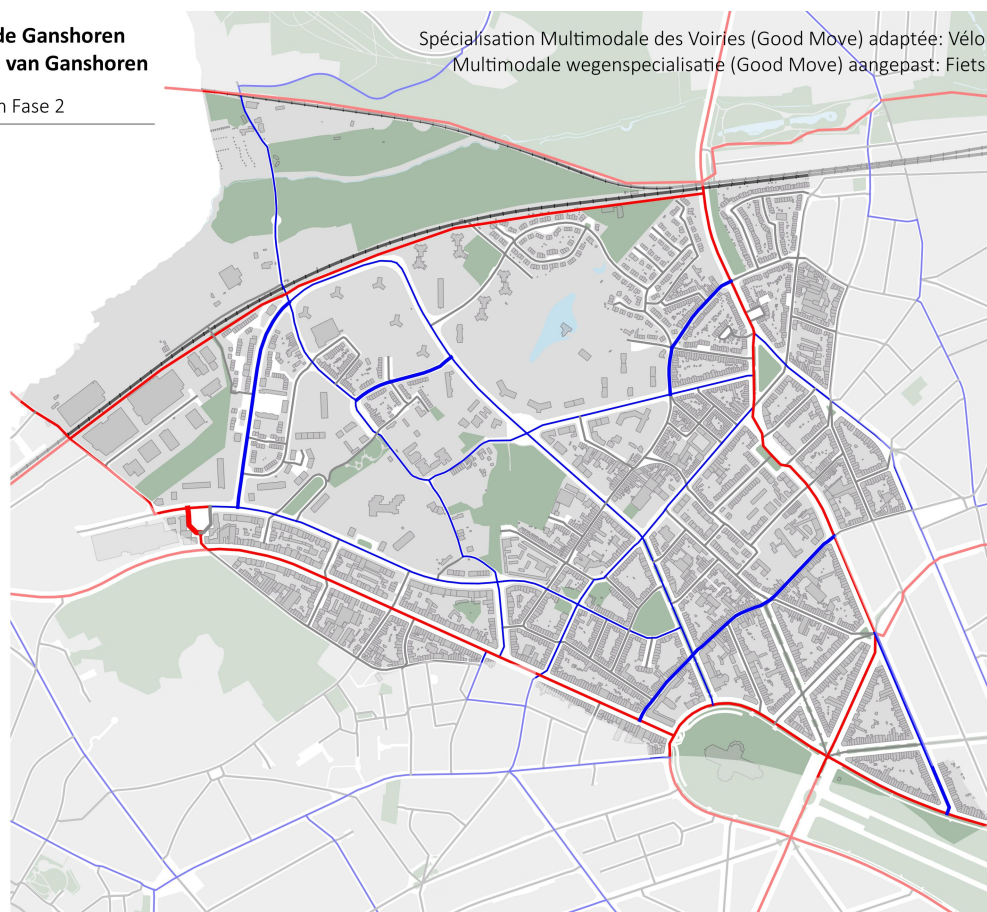 de Ganshoren
van Ganshoren
Fase 2
Spécialisation Multimodale des Voiries (Good Move) adaptée: Vélo
Multimodale wegenspecialisatie (Good Move) aangepast: Fiets